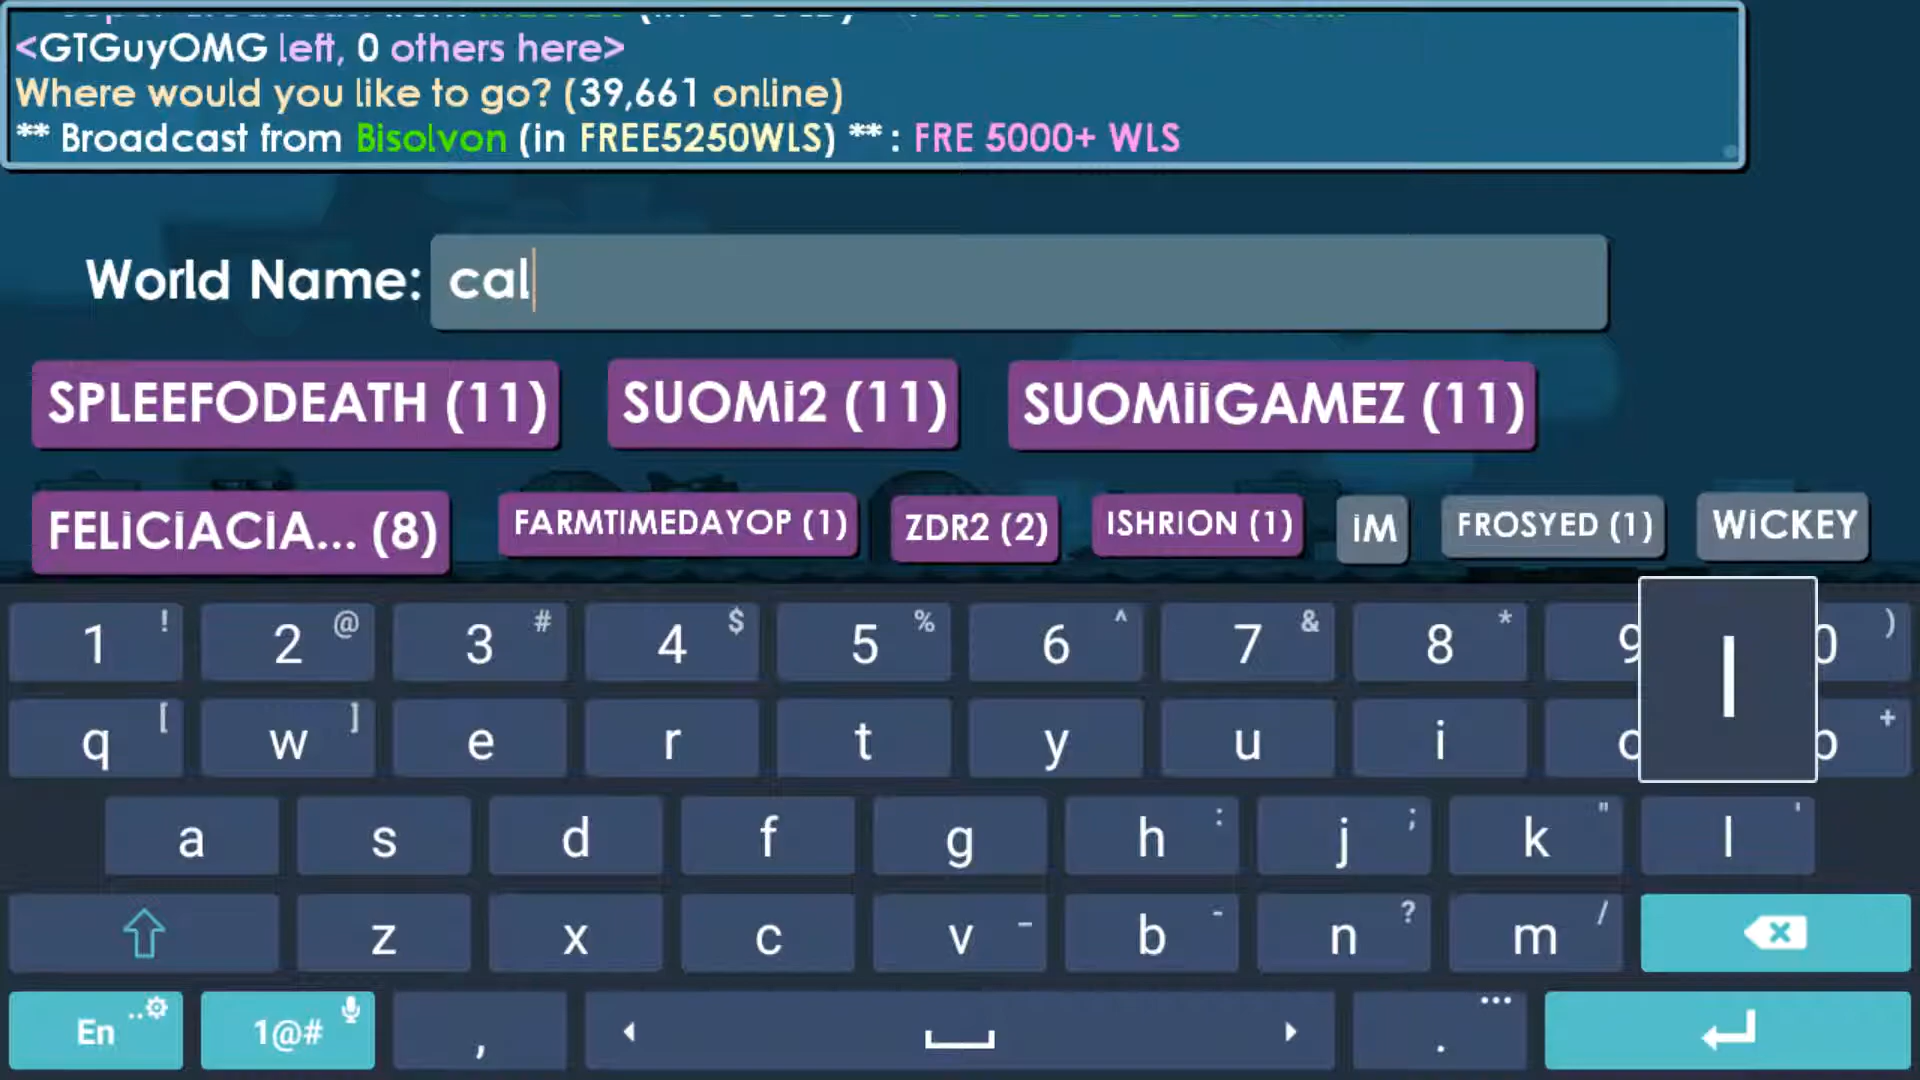 <GTGuyOMG left, 0 others here>
Where would you like to go? (39,661 online)
** Broadcast from Bisolvon (in FREE5250WLS) ** : FRE 5000+ WLS
World Name: cal
SPLEEFODEATH (11) SUOMi2 (11) SUOMiiGAMEZ (11)
FELiCiACiA... (8) FARMTIMEDAYOP (1) ZDR2 (2) ISHRION (1) iM FROSYED (1) WiCKEY
1 ! 2 @ 3 # 4 $ 5 % 6 ^ 7 & 8 * 9 l 0 )
q [ w ] e r t y u i o p +
a s d f g h : j ; k " l '
z x c v _ b - n ? m /
En 1@# , . ...